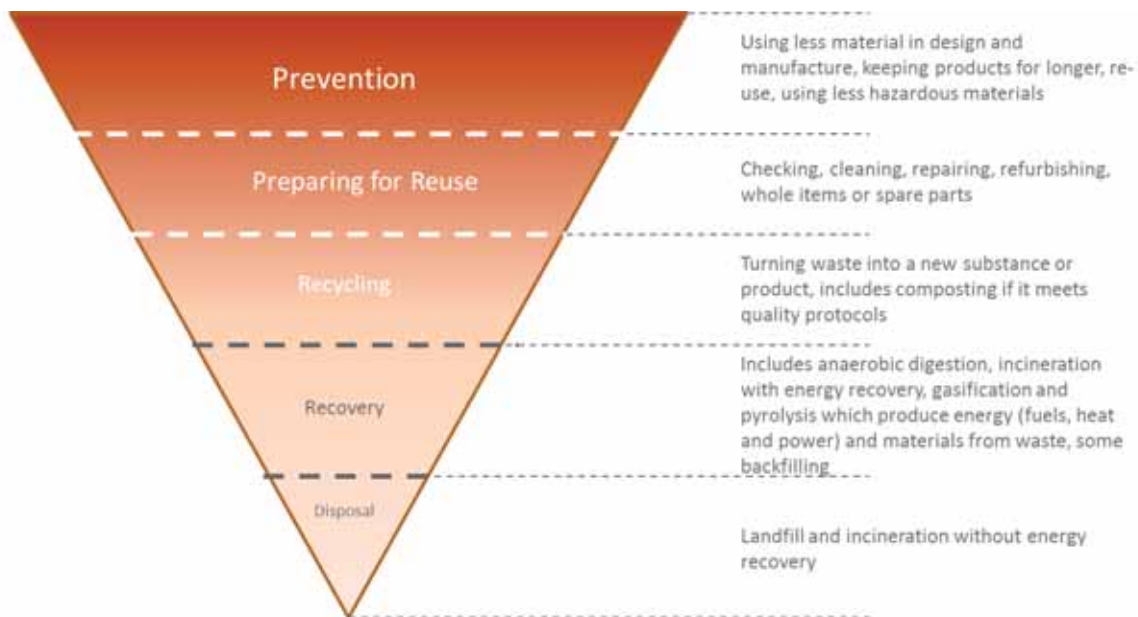 Prevention
Using less material in design and
manufacture, keeping products for longer, re-
use, using less hazardous materials
Preparing for Reuse
Checking, cleaning, repairing, refurbishing,
whole items or spare parts
Recycling
Turning waste into a new substance or
product, includes composting if it meets
quality protocols
Recovery
Includes anaerobic digestion, incineration
with energy recovery, gasification and
pyrolysis which produce energy (fuels, heat
and power) and materials from waste, some
backfilling
Disposal
Landfill and incineration without energy
recovery